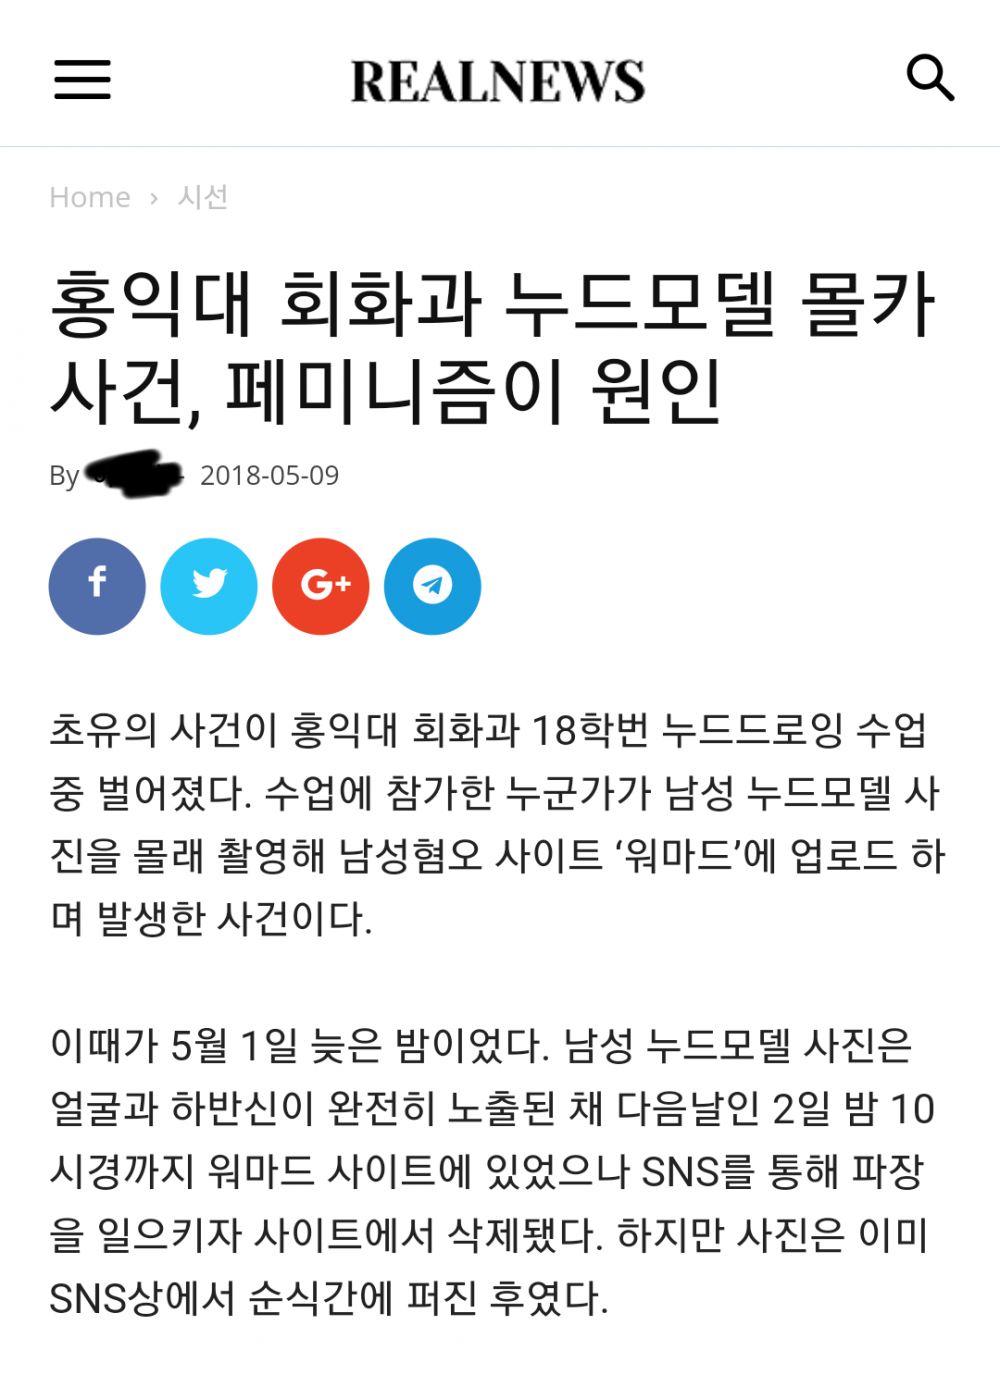 REALNEWS
Home › 시선
홍익대 회화과 누드모델 몰카
사건, 페미니즘이 원인
By 2018-05-09
f G+
초유의 사건이 홍익대 회화과 18학번 누드드로잉 수업
중 벌어졌다. 수업에 참가한 누군가가 남성 누드모델 사
진을 몰래 촬영해 남성혐오 사이트 ‘워마드’에 업로드 하
며 발생한 사건이다.
이때가 5월 1일 늦은 밤이었다. 남성 누드모델 사진은
얼굴과 하반신이 완전히 노출된 채 다음날인 2일 밤 10
시경까지 워마드 사이트에 있었으나 SNS를 통해 파장
을 일으키자 사이트에서 삭제됐다. 하지만 사진은 이미
SNS상에서 순식간에 퍼진 후였다.